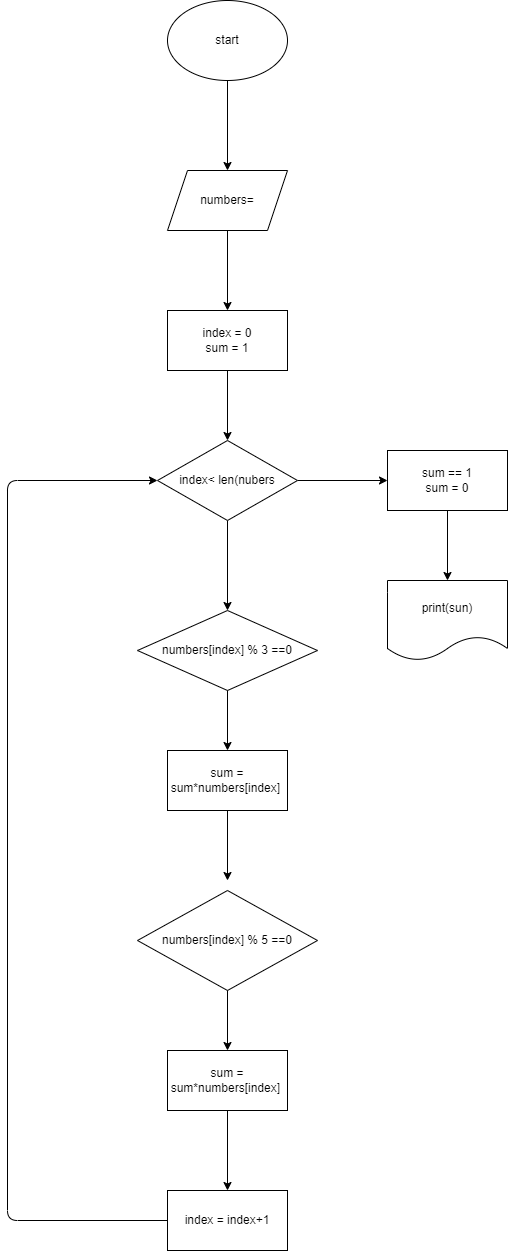 start
numbers=
index = 0
sum = 1
index< len(nubers
sum == 1
sum = 0
print(sun)
numbers[index] % 3 ==0
sum =
sum*numbers[index]
numbers[index] % 5 ==0
sum =
sum*numbers[index]
index = index+1